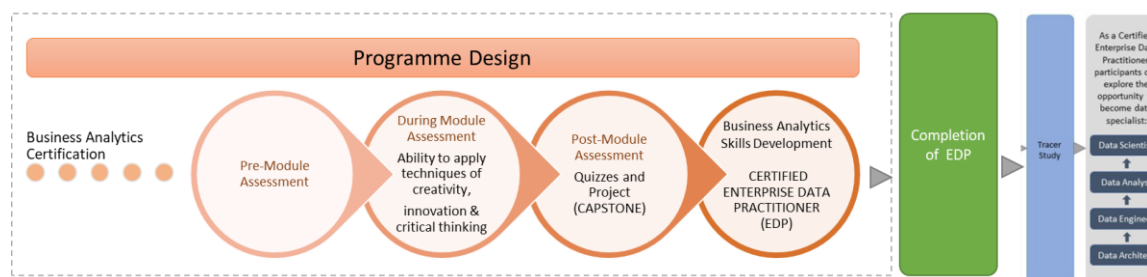 Programme Design
Business Analytics
Certification
Pre-Module
Assessment
During Module
Assessment
Ability to apply
techniques of
creativity,
innovation &
critical thinking
Post-Module
Assessment
Quizzes and
Project
(CAPSTONE)
Business Analytics
Skills Development
CERTIFIED
ENTERPRISE DATA
PRACTITIONER
(EDP)
Completion
of EDP
Tracer
Study
As a Certifie
Enterprise Da
Practitioner
participants c
explore the
opportunity
become data
specialist:
Data Scientis
Data Analys
Data Engine
Data Archite